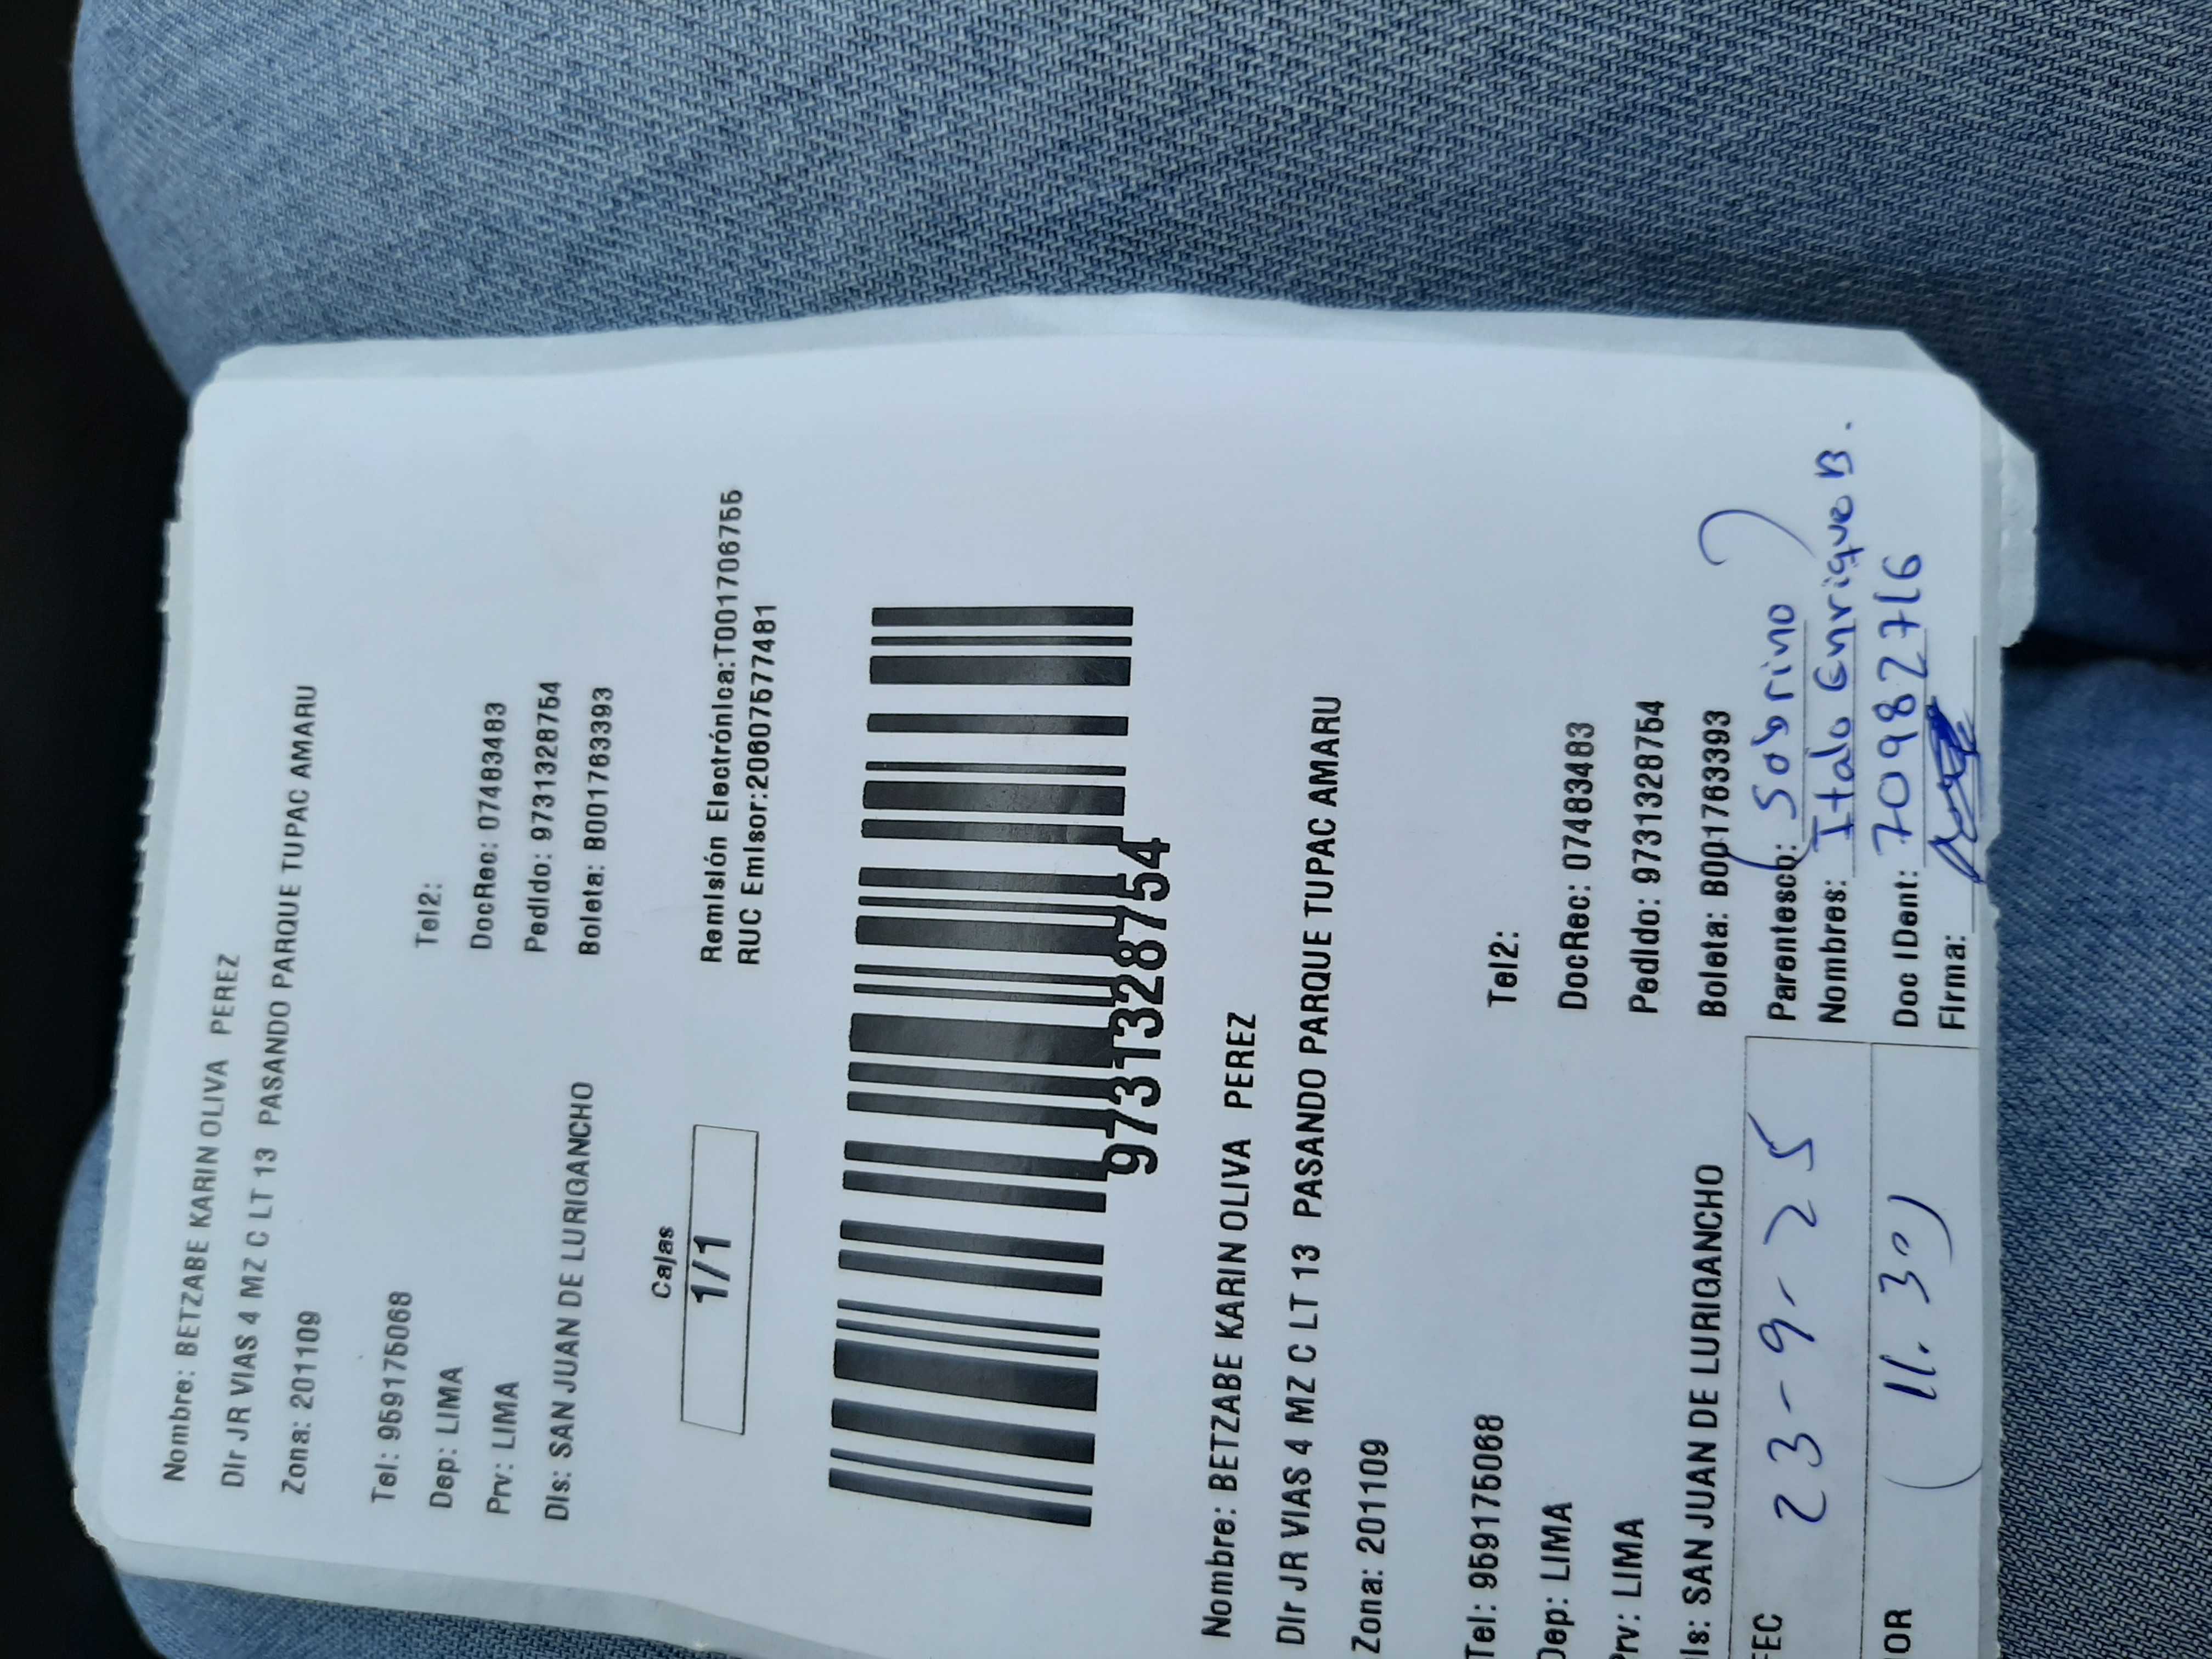 Nombre: BETZABE KARIN OLIVA PEREZ
Dir JR VIAS 4 MZ C LT 13 PASANDO PARQUE TUPAC AMARU
Zona: 201109
Tel: 959175068 Tel2:
Dep: LIMA DocRec: 07483483
Prv: LIMA Pedido: 9731328754
Dis: SAN JUAN DE LURIGANCHO Boleta: B001763393
Cajas
1/1
Remisión Electrónica:T001706755
RUC Emisor:20607577481
9731328754
Nombre: BETZABE KARIN OLIVA PEREZ
Dir JR VIAS 4 MZ C LT 13 PASANDO PARQUE TUPAC AMARU
Zona: 201109
Tel: 959175068 Tel2:
Dep: LIMA DocRec: 07483483
Prv: LIMA Pedido: 9731328754
Dis: SAN JUAN DE LURIGANCHO Boleta: B001763393
FEC 23-9-25 Parentesco: (Sobrino)
Nombres: Italo Enrique B.
OR (11.30) Doc IDent: 70982716
Firma: